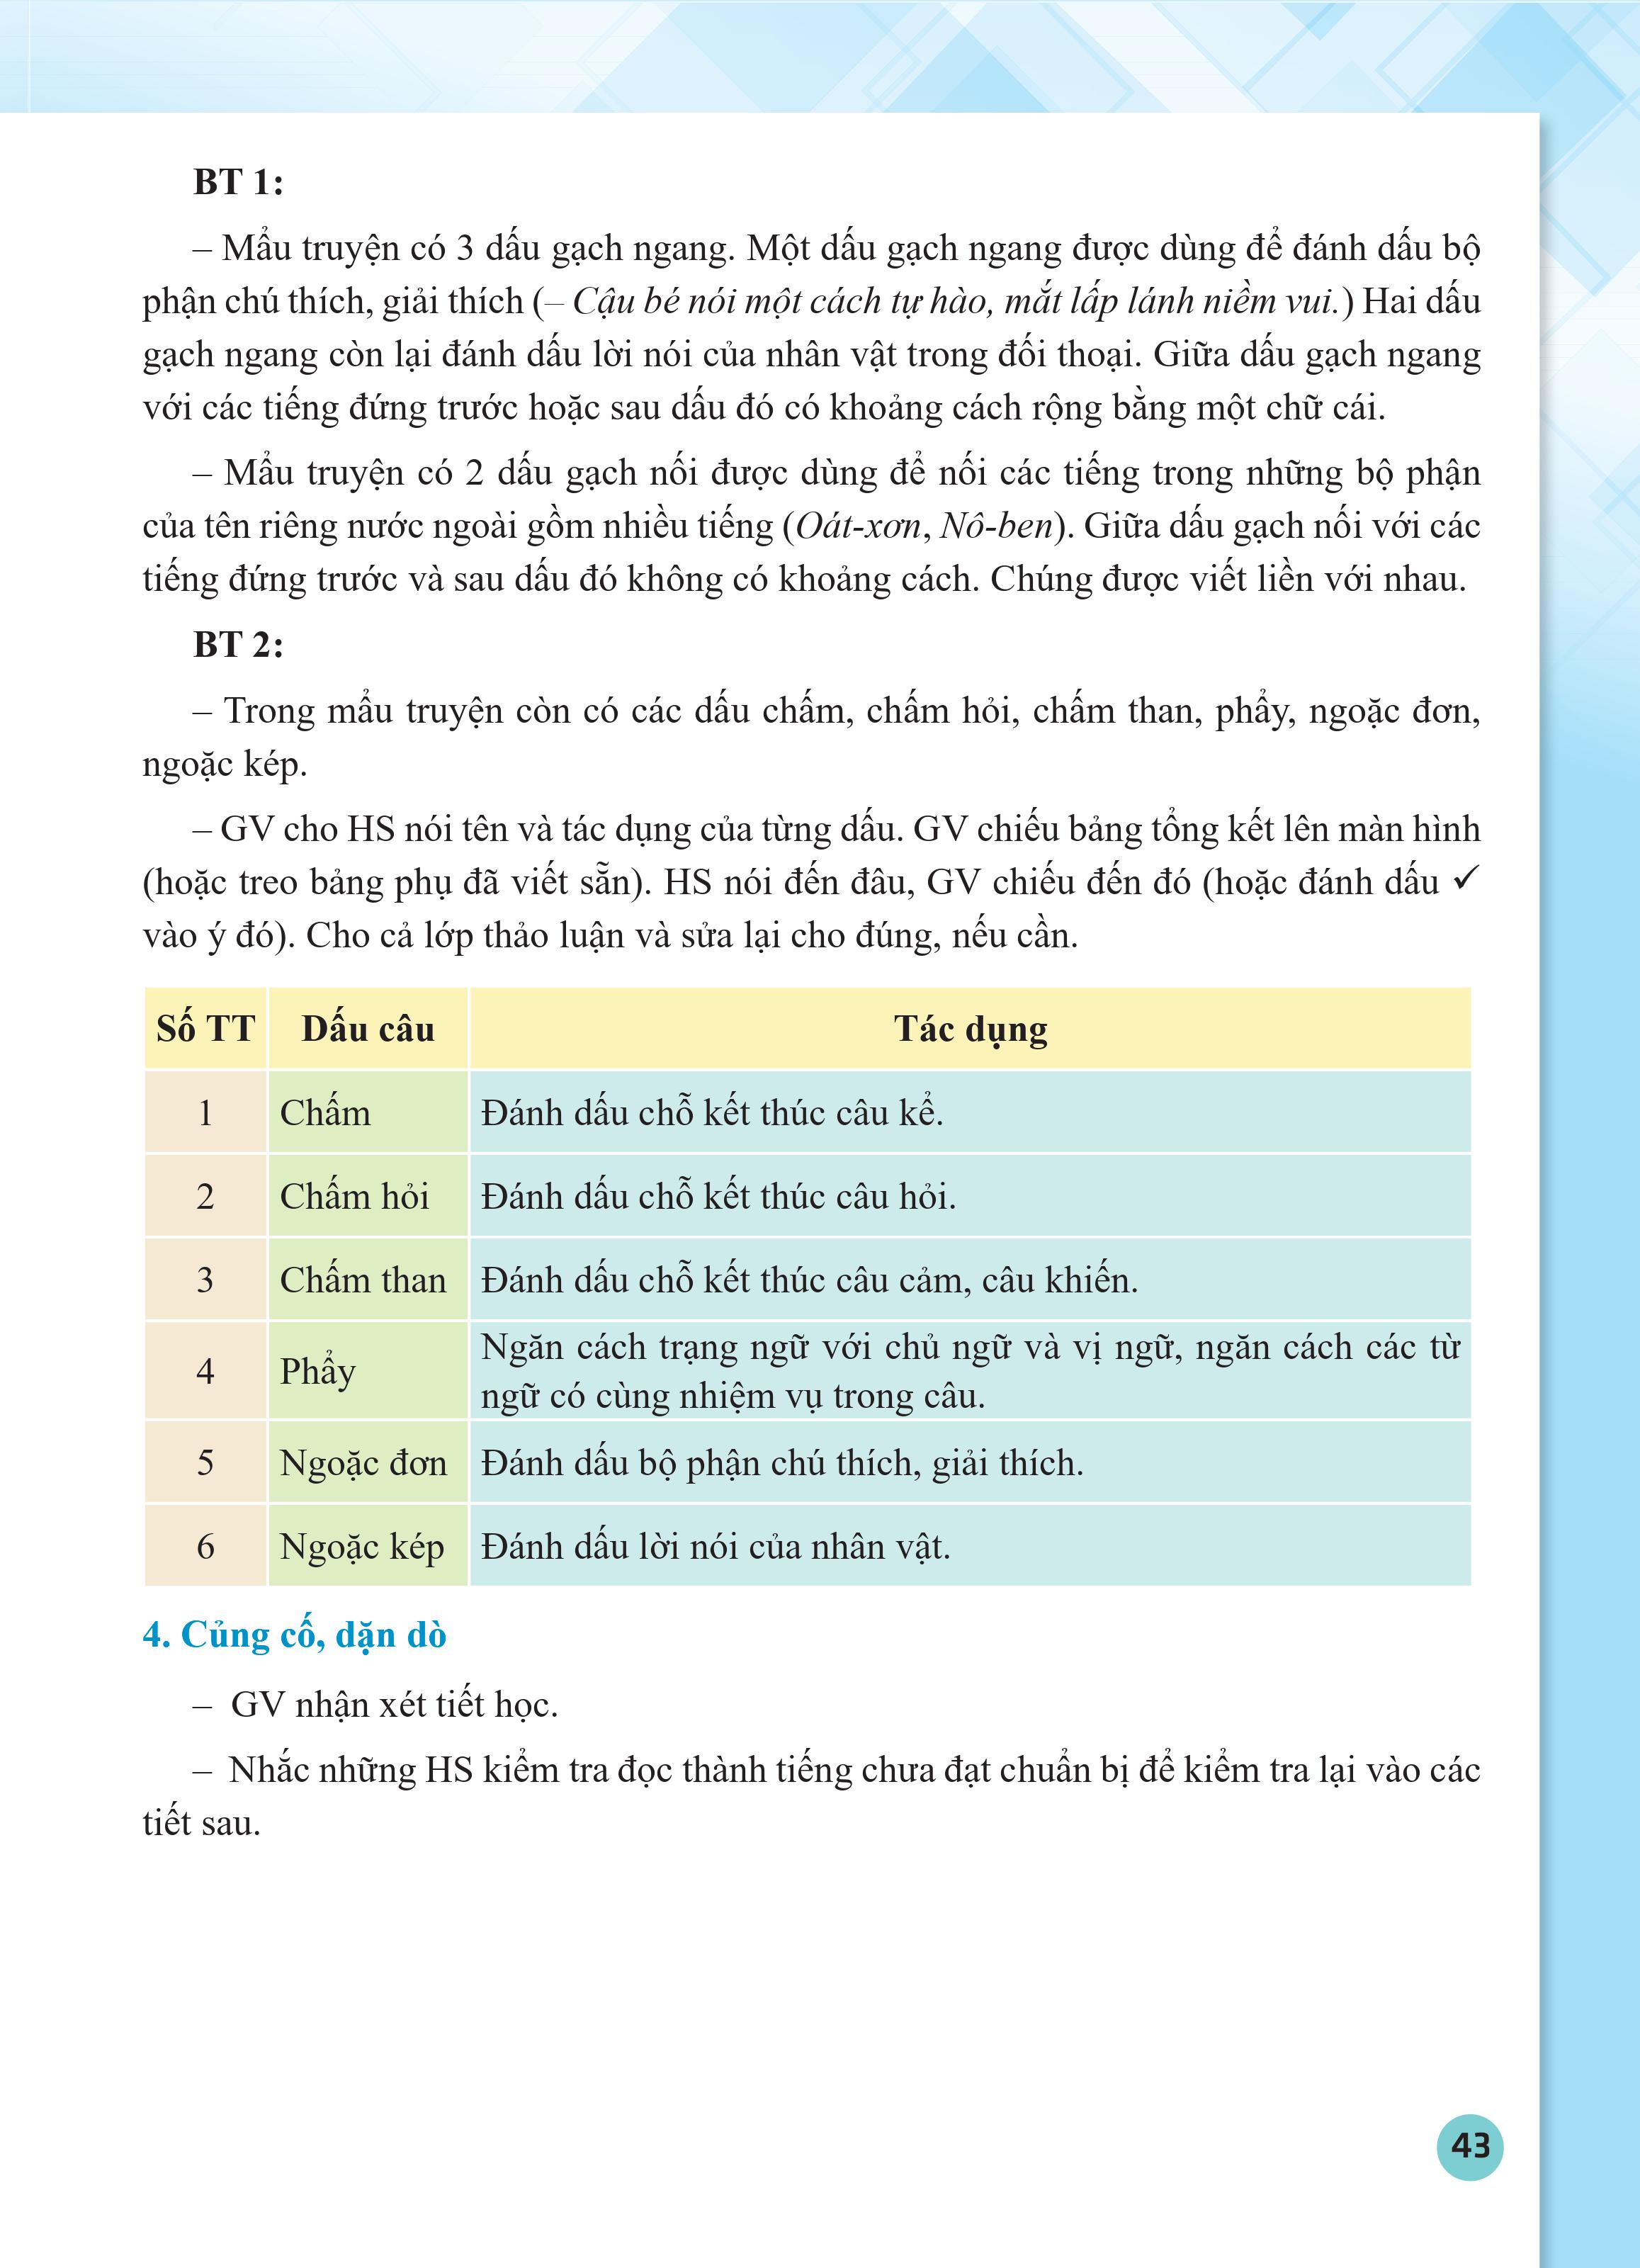 BT 1:
– Mẩu truyện có 3 dấu gạch ngang. Một dấu gạch ngang được dùng để đánh dấu bộ
phận chú thích, giải thích (– Cậu bé nói một cách tự hào, mắt lấp lánh niềm vui.) Hai dấu
gạch ngang còn lại đánh dấu lời nói của nhân vật trong đối thoại. Giữa dấu gạch ngang
với các tiếng đứng trước hoặc sau dấu đó có khoảng cách rộng bằng một chữ cái.
– Mẩu truyện có 2 dấu gạch nối được dùng để nối các tiếng trong những bộ phận
của tên riêng nước ngoài gồm nhiều tiếng (Oát-xơn, Nô-ben). Giữa dấu gạch nối với các
tiếng đứng trước và sau dấu đó không có khoảng cách. Chúng được viết liền với nhau.
BT 2:
– Trong mẩu truyện còn có các dấu chấm, chấm hỏi, chấm than, phẩy, ngoặc đơn,
ngoặc kép.
– GV cho HS nói tên và tác dụng của từng dấu. GV chiếu bảng tổng kết lên màn hình
(hoặc treo bảng phụ đã viết sẵn). HS nói đến đâu, GV chiếu đến đó (hoặc đánh dấu ✓
vào ý đó). Cho cả lớp thảo luận và sửa lại cho đúng, nếu cần.
Số TT Dấu câu Tác dụng
1 Chấm Đánh dấu chỗ kết thúc câu kể.
2 Chấm hỏi Đánh dấu chỗ kết thúc câu hỏi.
3 Chấm than Đánh dấu chỗ kết thúc câu cảm, câu khiến.
4 Phẩy Ngăn cách trạng ngữ với chủ ngữ và vị ngữ, ngăn cách các từ
ngữ có cùng nhiệm vụ trong câu.
5 Ngoặc đơn Đánh dấu bộ phận chú thích, giải thích.
6 Ngoặc kép Đánh dấu lời nói của nhân vật.
4. Củng cố, dặn dò
– GV nhận xét tiết học.
– Nhắc những HS kiểm tra đọc thành tiếng chưa đạt chuẩn bị để kiểm tra lại vào các
tiết sau.
43